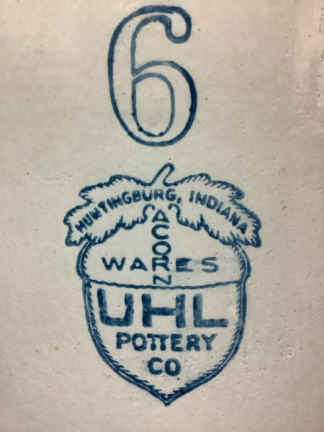 6
HUNTINGBURG, INDIANA
ACORN
WARES
UHL
POTTERY
CO